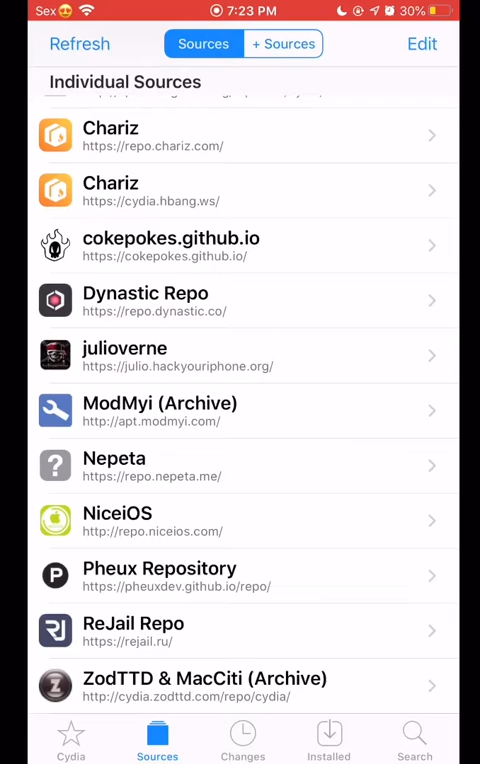 Sex😍 7:23 PM 30%
Refresh Sources + Sources Edit
Individual Sources
Chariz
https://repo.chariz.com/
Chariz
https://cydia.hbang.ws/
cokepokes.github.io
https://cokepokes.github.io/
Dynastic Repo
https://repo.dynastic.co/
julioverne
https://julio.hackyouriphone.org/
ModMyi (Archive)
http://apt.modmyi.com/
Nepeta
https://repo.nepeta.me/
NiceiOS
http://repo.niceios.com/
Pheux Repository
https://pheuxdev.github.io/repo/
ReJail Repo
https://rejail.ru/
ZodTTD & MacCiti (Archive)
http://cydia.zodttd.com/repo/cydia/
Cydia Sources Changes Installed Search